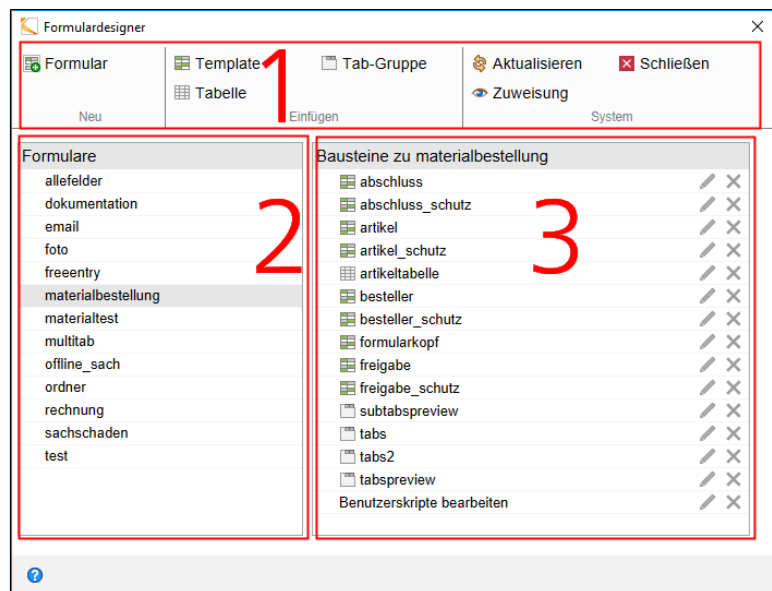 Formulardesigner
Formular
Template
Tab-Gruppe
Aktualisieren
Schließen
Tabelle
Zuweisung
Neu
Einfügen
System
1
Formulare
allefelder
dokumentation
email
foto
freeentry
materialbestellung
materialtest
multitab
offline_sach
ordner
rechnung
sachschaden
test
2
Bausteine zu materialbestellung
abschluss
abschluss_schutz
artikel
artikel_schutz
artikeltabelle
besteller
besteller_schutz
formularkopf
freigabe
freigabe_schutz
subtabspreview
tabs
tabs2
tabspreview
Benutzerskripte bearbeiten
3